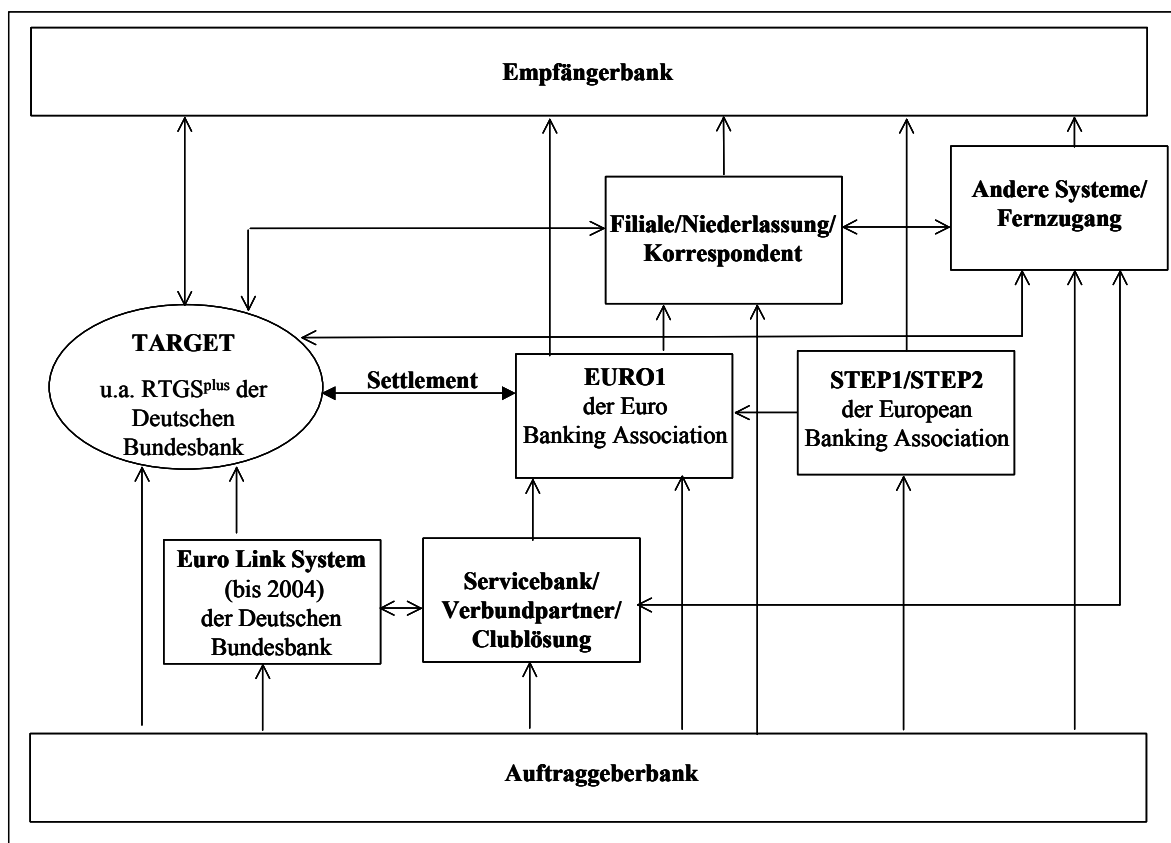 Empfängerbank
Andere Systeme/
Fernzugang
Filiale/Niederlassung/
Korrespondent
TARGET
u.a. RTGSplus der
Deutschen
Bundesbank
Settlement
EURO1
der Euro
Banking Association
STEP1/STEP2
der European
Banking Association
Euro Link System
(bis 2004)
der Deutschen
Bundesbank
Servicebank/
Verbundpartner/
Clublösung
Auftraggeberbank